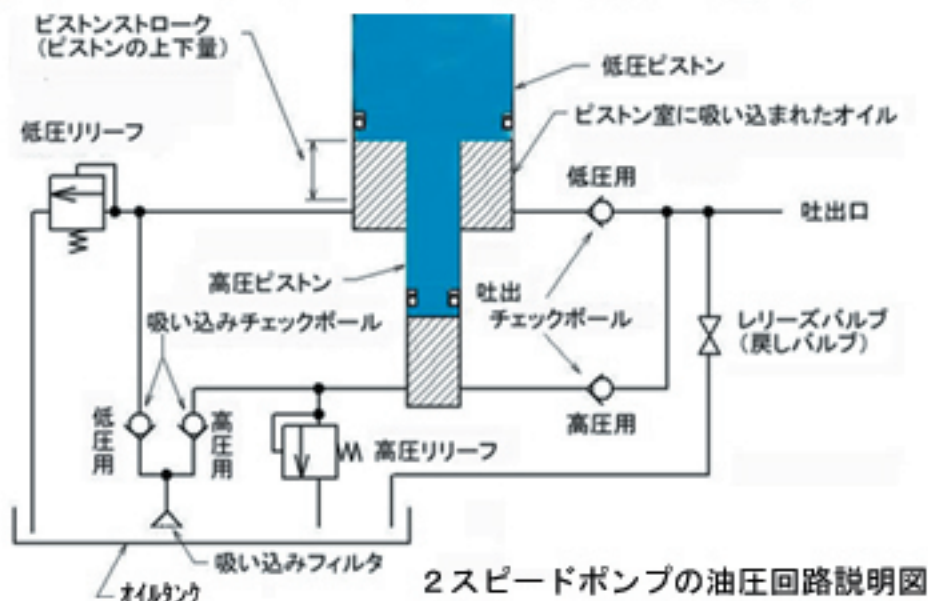 ピストンストローク
(ピストンの上下量)
低圧ピストン
ピストン室に吸い込まれたオイル
低圧リリーフ
低圧用
吐出口
高圧ピストン
吐出
チェックボール
吸い込みチェックボール
レリーズバルブ
(戻しバルブ)
低圧用
高圧用
高圧用
高圧リリーフ
吸い込みフィルタ
オイルタンク
2スピードポンプの油圧回路説明図